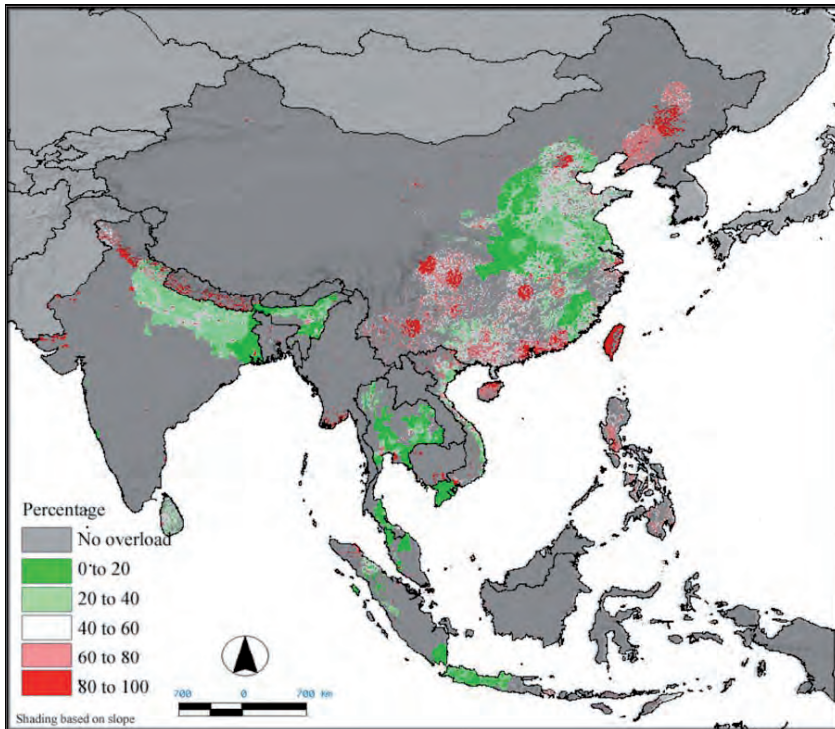 Percentage
No overload
0 to 20
20 to 40
40 to 60
60 to 80
80 to 100
700 0 700 Km
Shading based on slope